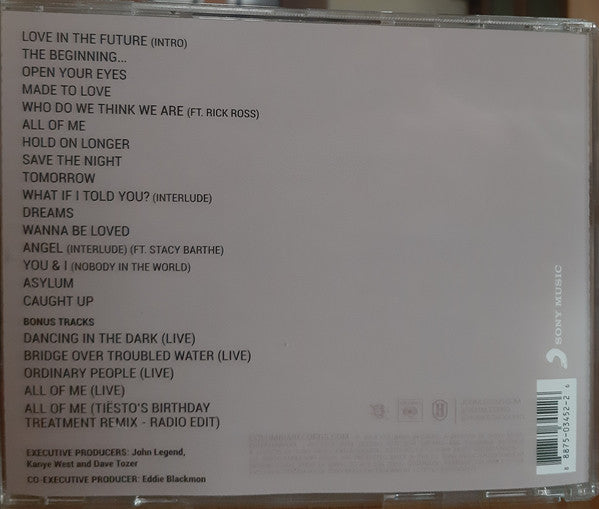 LOVE IN THE FUTURE (INTRO)
THE BEGINNING...
OPEN YOUR EYES
MADE TO LOVE
WHO DO WE THINK WE ARE (FT. RICK ROSS)
ALL OF ME
HOLD ON LONGER
SAVE THE NIGHT
TOMORROW
WHAT IF I TOLD YOU? (INTERLUDE)
DREAMS
WANNA BE LOVED
ANGEL (INTERLUDE) (FT. STACY BARTHE)
YOU & I (NOBODY IN THE WORLD)
ASYLUM
CAUGHT UP
BONUS TRACKS
DANCING IN THE DARK (LIVE)
BRIDGE OVER TROUBLED WATER (LIVE)
ORDINARY PEOPLE (LIVE)
ALL OF ME (LIVE)
ALL OF ME (TIËSTO'S BIRTHDAY
TREATMENT REMIX - RADIO EDIT)
EXECUTIVE PRODUCERS: John Legend,
Kanye West and Dave Tozer
CO-EXECUTIVE PRODUCER: Eddie Blackmon
SONY MUSIC
8 8875-03452-2 6